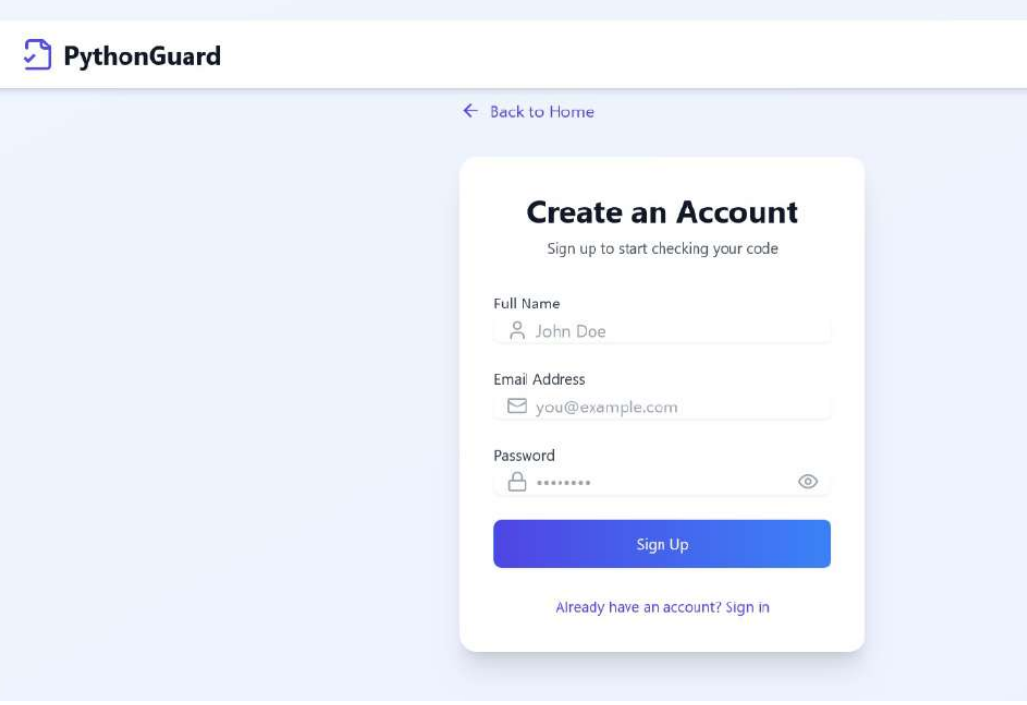 PythonGuard
← Back to Home
Create an Account
Sign up to start checking your code
Full Name
John Doe
Email Address
you@example.com
Password
••••••••
Sign Up
Already have an account? Sign in